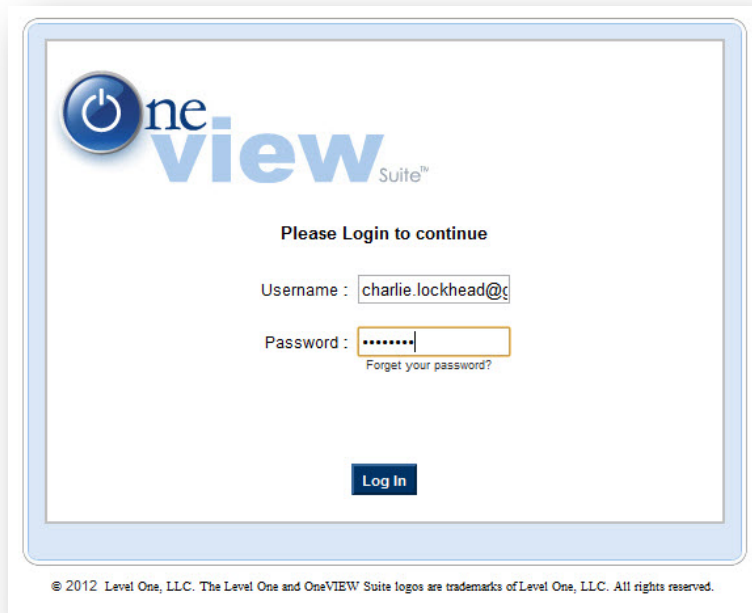 One
view Suite™
Please Login to continue
Username : charlie.lockhead@g
Password : ••••••••
Forget your password?
Log In
© 2012 Level One, LLC. The Level One and OneVIEW Suite logos are trademarks of Level One, LLC. All rights reserved.